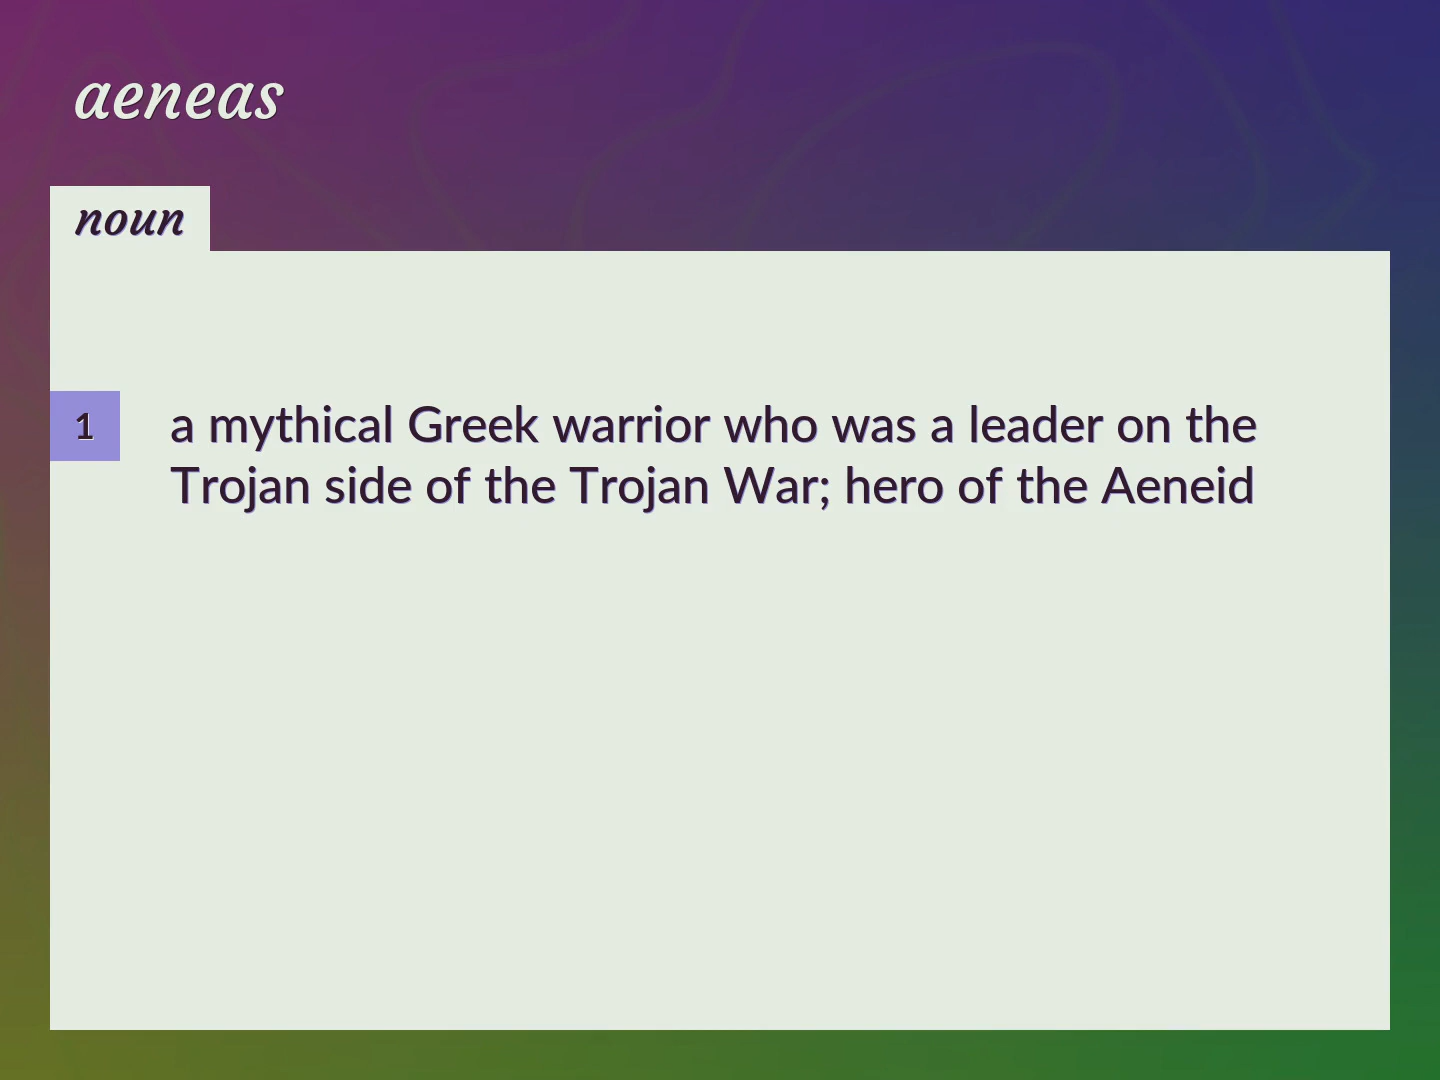 aeneas
noun
1
a mythical Greek warrior who was a leader on the
Trojan side of the Trojan War; hero of the Aeneid